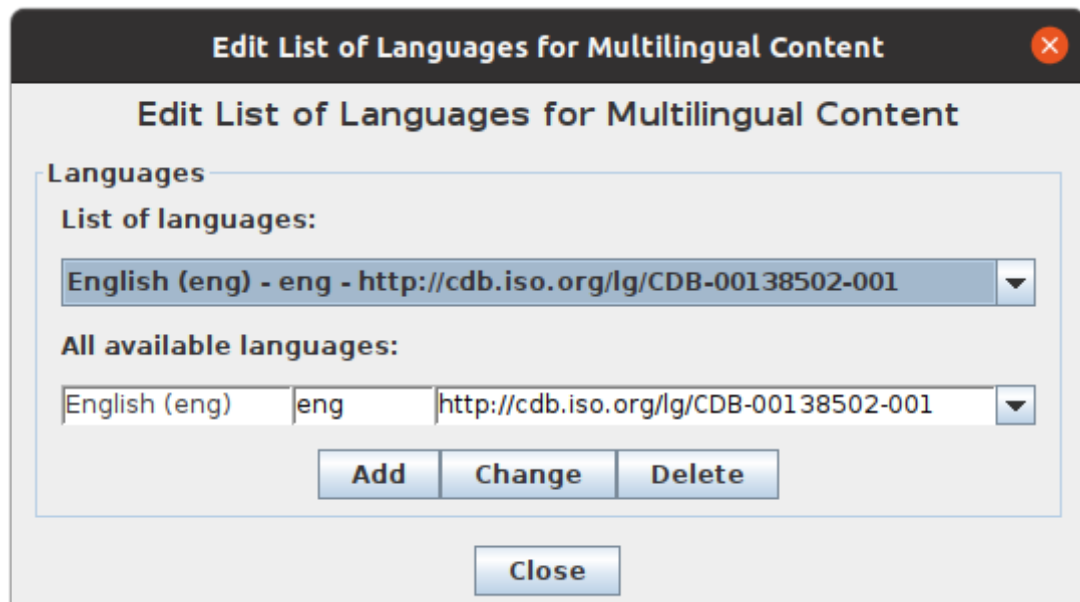 Edit List of Languages for Multilingual Content
Edit List of Languages for Multilingual Content
Languages
List of languages:
English (eng) - eng - http://cdb.iso.org/lg/CDB-00138502-001
All available languages:
English (eng) eng http://cdb.iso.org/lg/CDB-00138502-001
Add Change Delete
Close